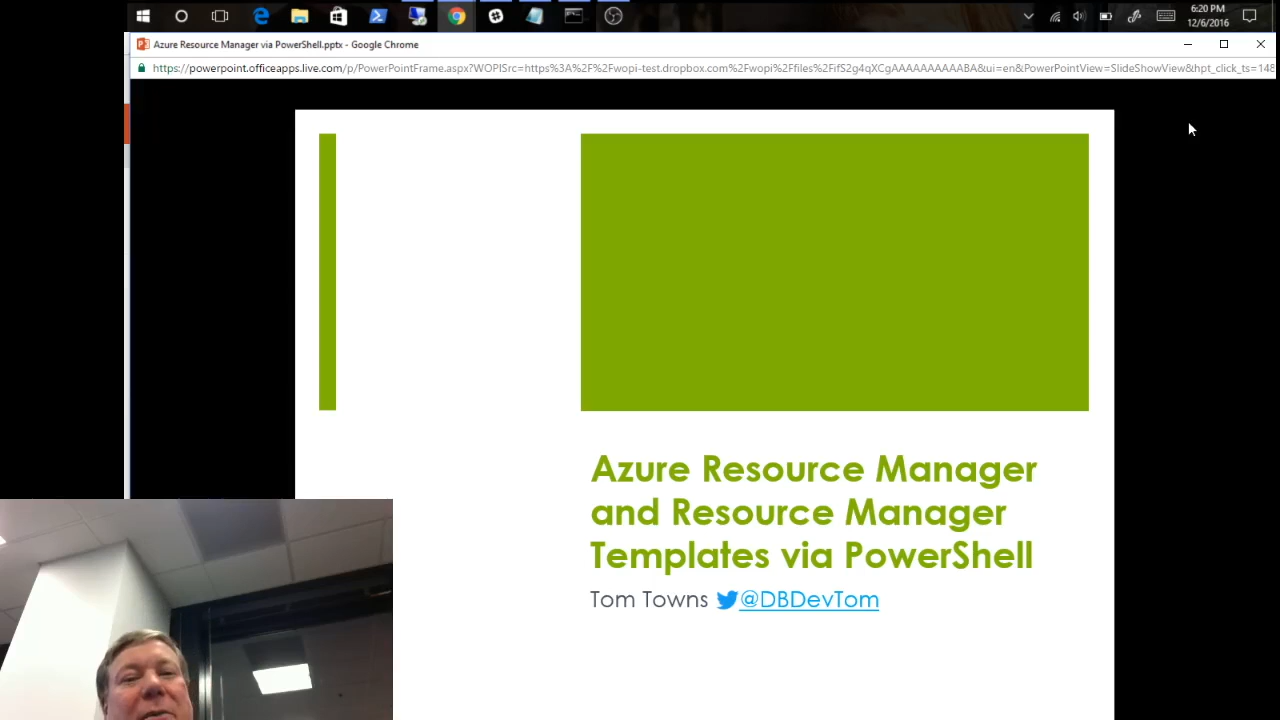 6:20 PM
12/6/2016
Azure Resource Manager via PowerShell.pptx - Google Chrome
https://powerpoint.officeapps.live.com/p/PowerPointFrame.aspx?WOPISrc=https%3A%2F%2Fwopi-test.dropbox.com%2Fwopi%2Ffiles%2FifS2g4qXCgAAAAAAAAAABA&ui=en&PowerPointView=SlideShowView&hpt_click_ts=148
Azure Resource Manager
and Resource Manager
Templates via PowerShell
Tom Towns @DBDevTom